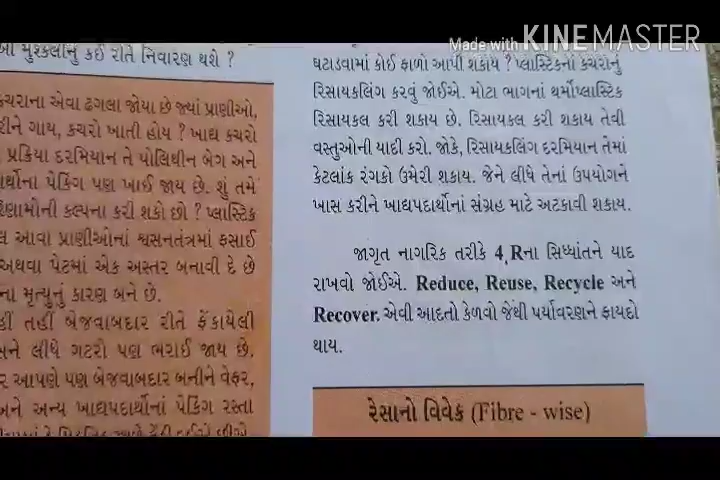 Made with KINEMASTER
મુશ્કેલીનું કઈ રીતે નિવારણ થશે ?
કચરાના એવા ઢગલા જોયા છે જ્યાં પ્રાણીઓ,
રીને ગાય, કચરો ખાતી હોય ? ખાદ્ય કચરો
પ્રક્રિયા દરમિયાન તે પોલિથીન બેગ અને
ર્થોના પેકિંગ પણ ખાઈ જાય છે. શું તમે
ણામોની કલ્પના કરી શકો છો ? પ્લાસ્ટિક
આવા પ્રાણીઓનાં શ્વસનતંત્રમાં ફસાઈ
અથવા પેટમાં એક અસ્તર બનાવી દે છે
ના મૃત્યુનું કારણ બને છે.
હીં તહીં બેજવાબદાર રીતે ફેંકાયેલી
સને લીધે ગટરો પણ ભરાઈ જાય છે.
ર આપણે પણ બેજવાબદાર બનીને વેફર,
અને અન્ય ખાદ્યપદાર્થોનાં પેકિંગ રસ્તા
ઘટાડવામાં કોઈ ફાળો આપી શકાય ? પ્લાસ્ટિકનાં કચરાનું
રિસાયકલિંગ કરવું જોઈએ. મોટા ભાગનાં થર્મોપ્લાસ્ટિક
રિસાયકલ કરી શકાય છે. રિસાયકલ કરી શકાય તેવી
વસ્તુઓની યાદી કરો. જોકે, રિસાયકલિંગ દરમિયાન તેમાં
કેટલાંક રંગકો ઉમેરી શકાય. જેને લીધે તેનાં ઉપયોગને
ખાસ કરીને ખાદ્યપદાર્થોનાં સંગ્રહ માટે અટકાવી શકાય.
જાગૃત નાગરિક તરીકે 4 Rના સિધ્ધાંતને યાદ
રાખવો જોઈએ. Reduce, Reuse, Recycle અને
Recover. એવી આદતો કેળવો જેથી પર્યાવરણને ફાયદો
થાય.
રેસાનો વિવેક (Fibre - wise)